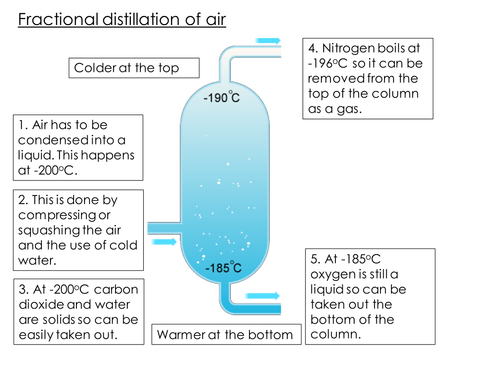 Fractional distillation of air
Colder at the top
4. Nitrogen boils at
-196°C so it can be
removed from the
top of the column
as a gas.
-190°C
1. Air has to be
condensed into a
liquid. This happens
at -200°C.
2. This is done by
compressing or
squashing the air
and the use of cold
water.
3. At -200°C carbon
dioxide and water
are solids so can be
easily taken out.
-185°C
Warmer at the bottom
5. At -185°C
oxygen is still a
liquid so can be
taken out the
bottom of the
column.